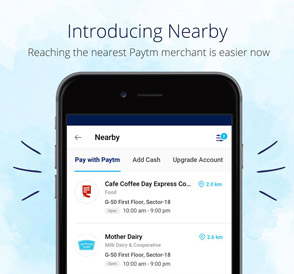 Introducing Nearby
Reaching the nearest Paytm merchant is easier now
Nearby
Pay with Paytm Add Cash Upgrade Account
Cafe Coffee Day Express Co... 2.0 km
Food
G-50 First Floor, Sector-18
Open 10:00 am - 9:00 pm
Mother Dairy 2.6 km
Milk Dairy & Cooperative
G-50 First Floor, Sector-18
Open 10:00 am - 9:00 pm